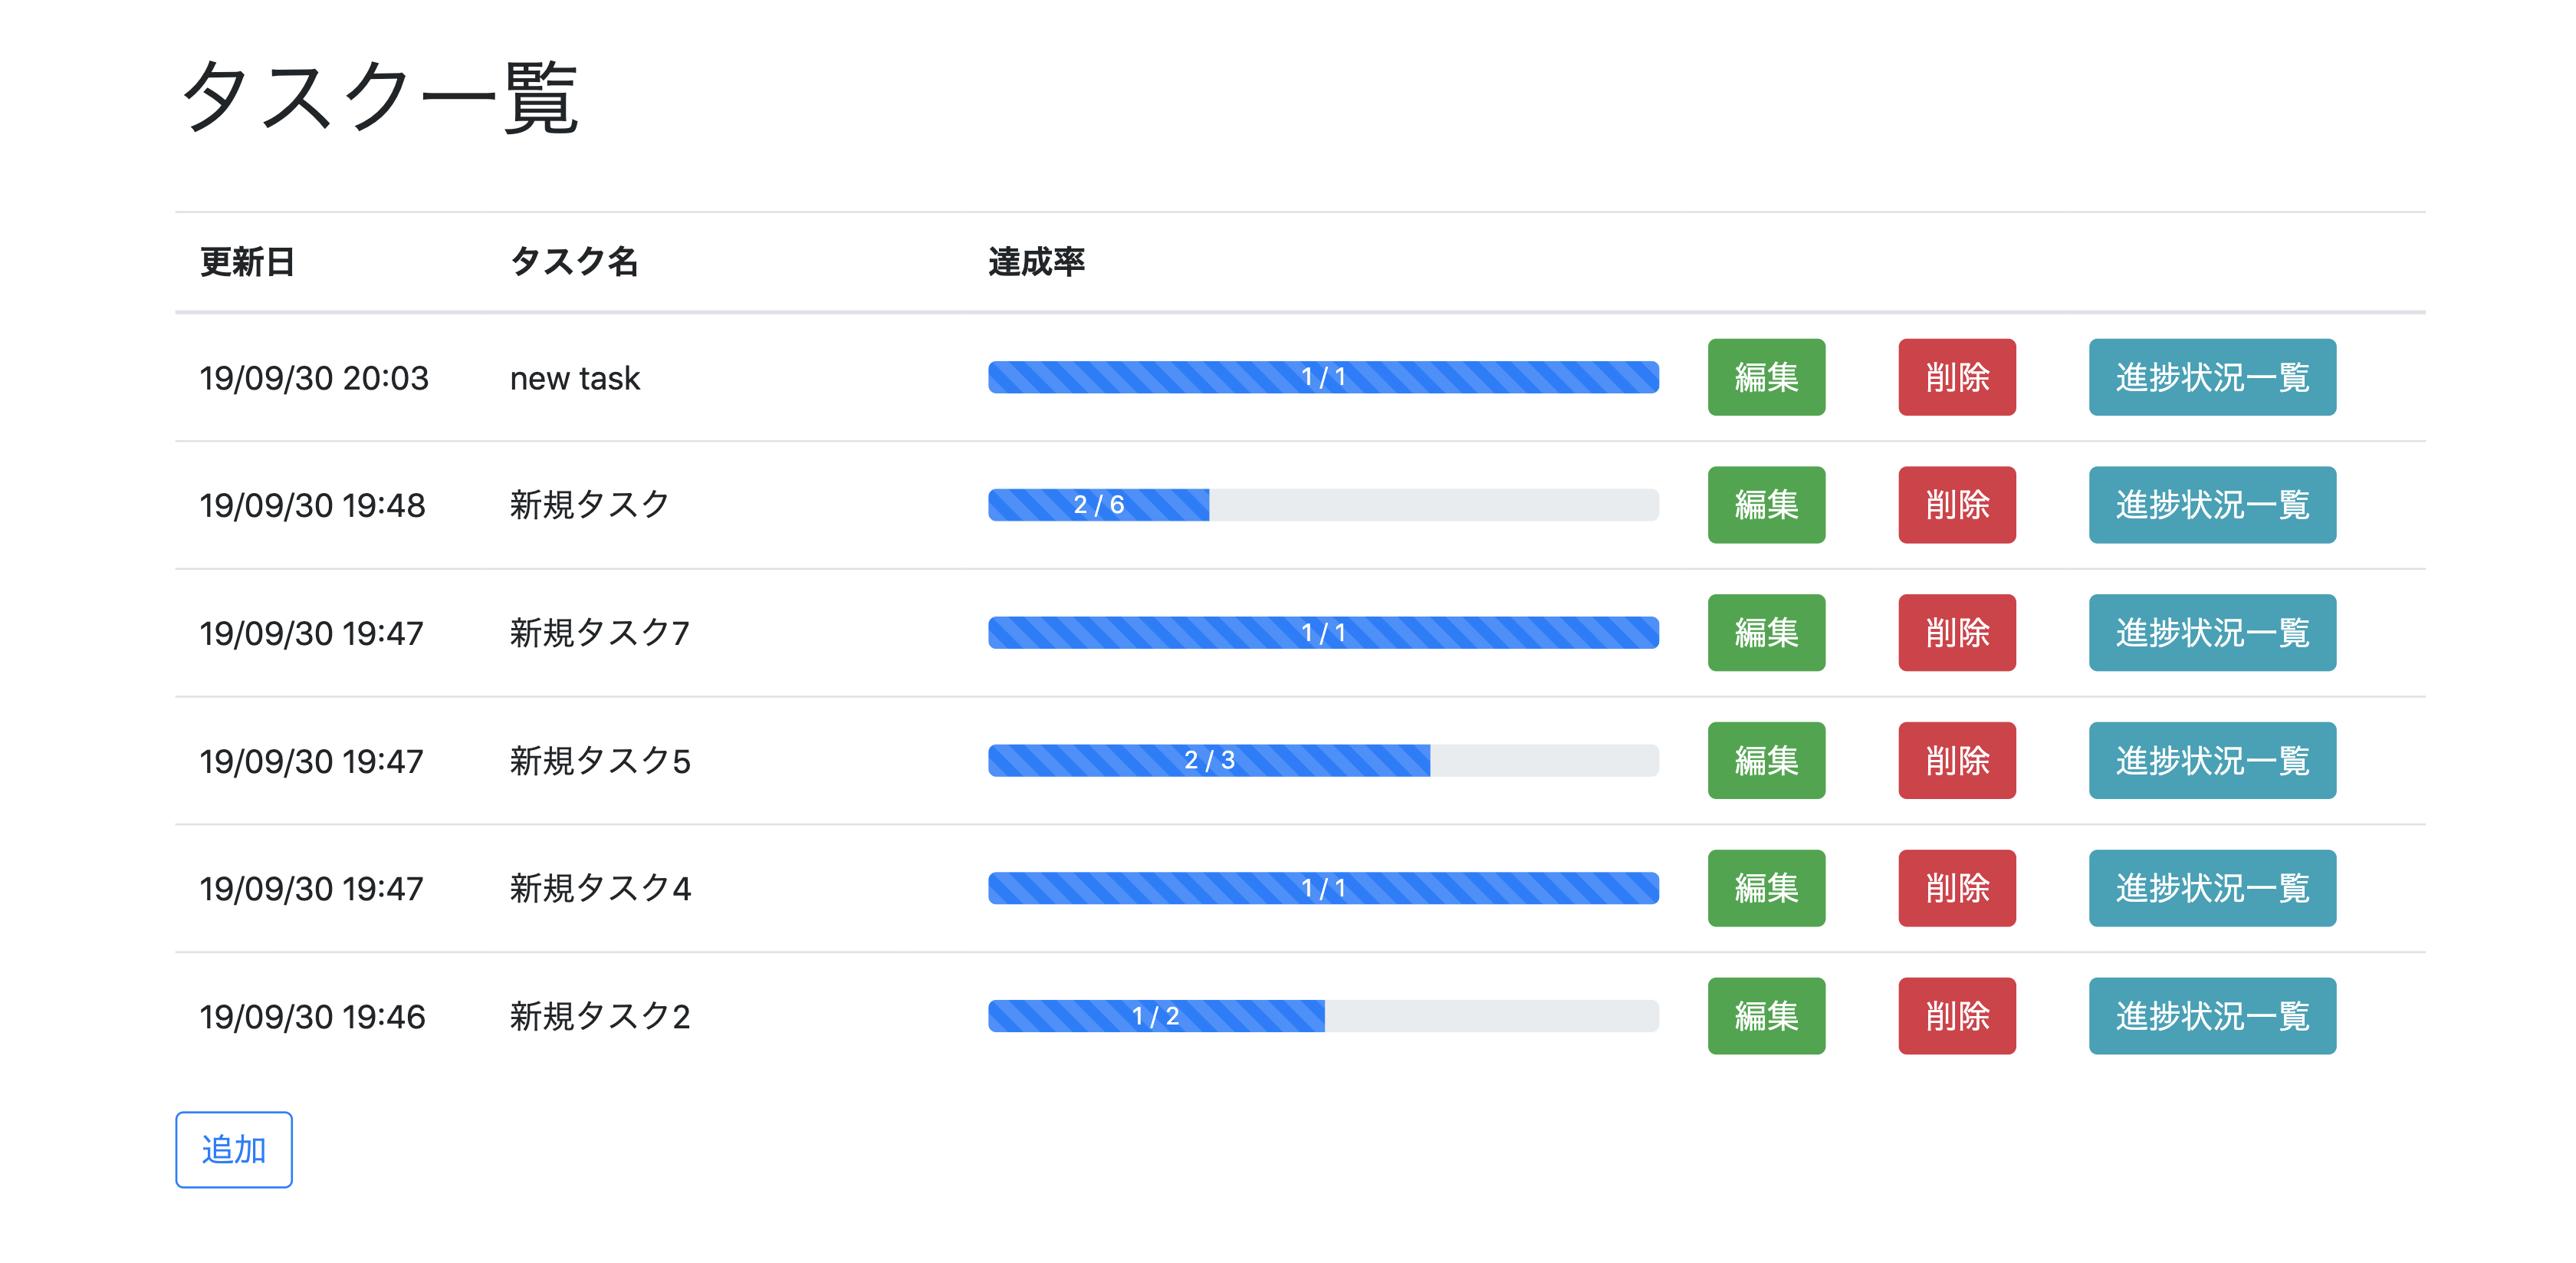 タスク一覧
更新日 タスク名 達成率
19/09/30 20:03 new task 1 / 1 編集 削除 進捗状況一覧
19/09/30 19:48 新規タスク 2 / 6 編集 削除 進捗状況一覧
19/09/30 19:47 新規タスク7 1 / 1 編集 削除 進捗状況一覧
19/09/30 19:47 新規タスク5 2 / 3 編集 削除 進捗状況一覧
19/09/30 19:47 新規タスク4 1 / 1 編集 削除 進捗状況一覧
19/09/30 19:46 新規タスク2 1 / 2 編集 削除 進捗状況一覧
追加